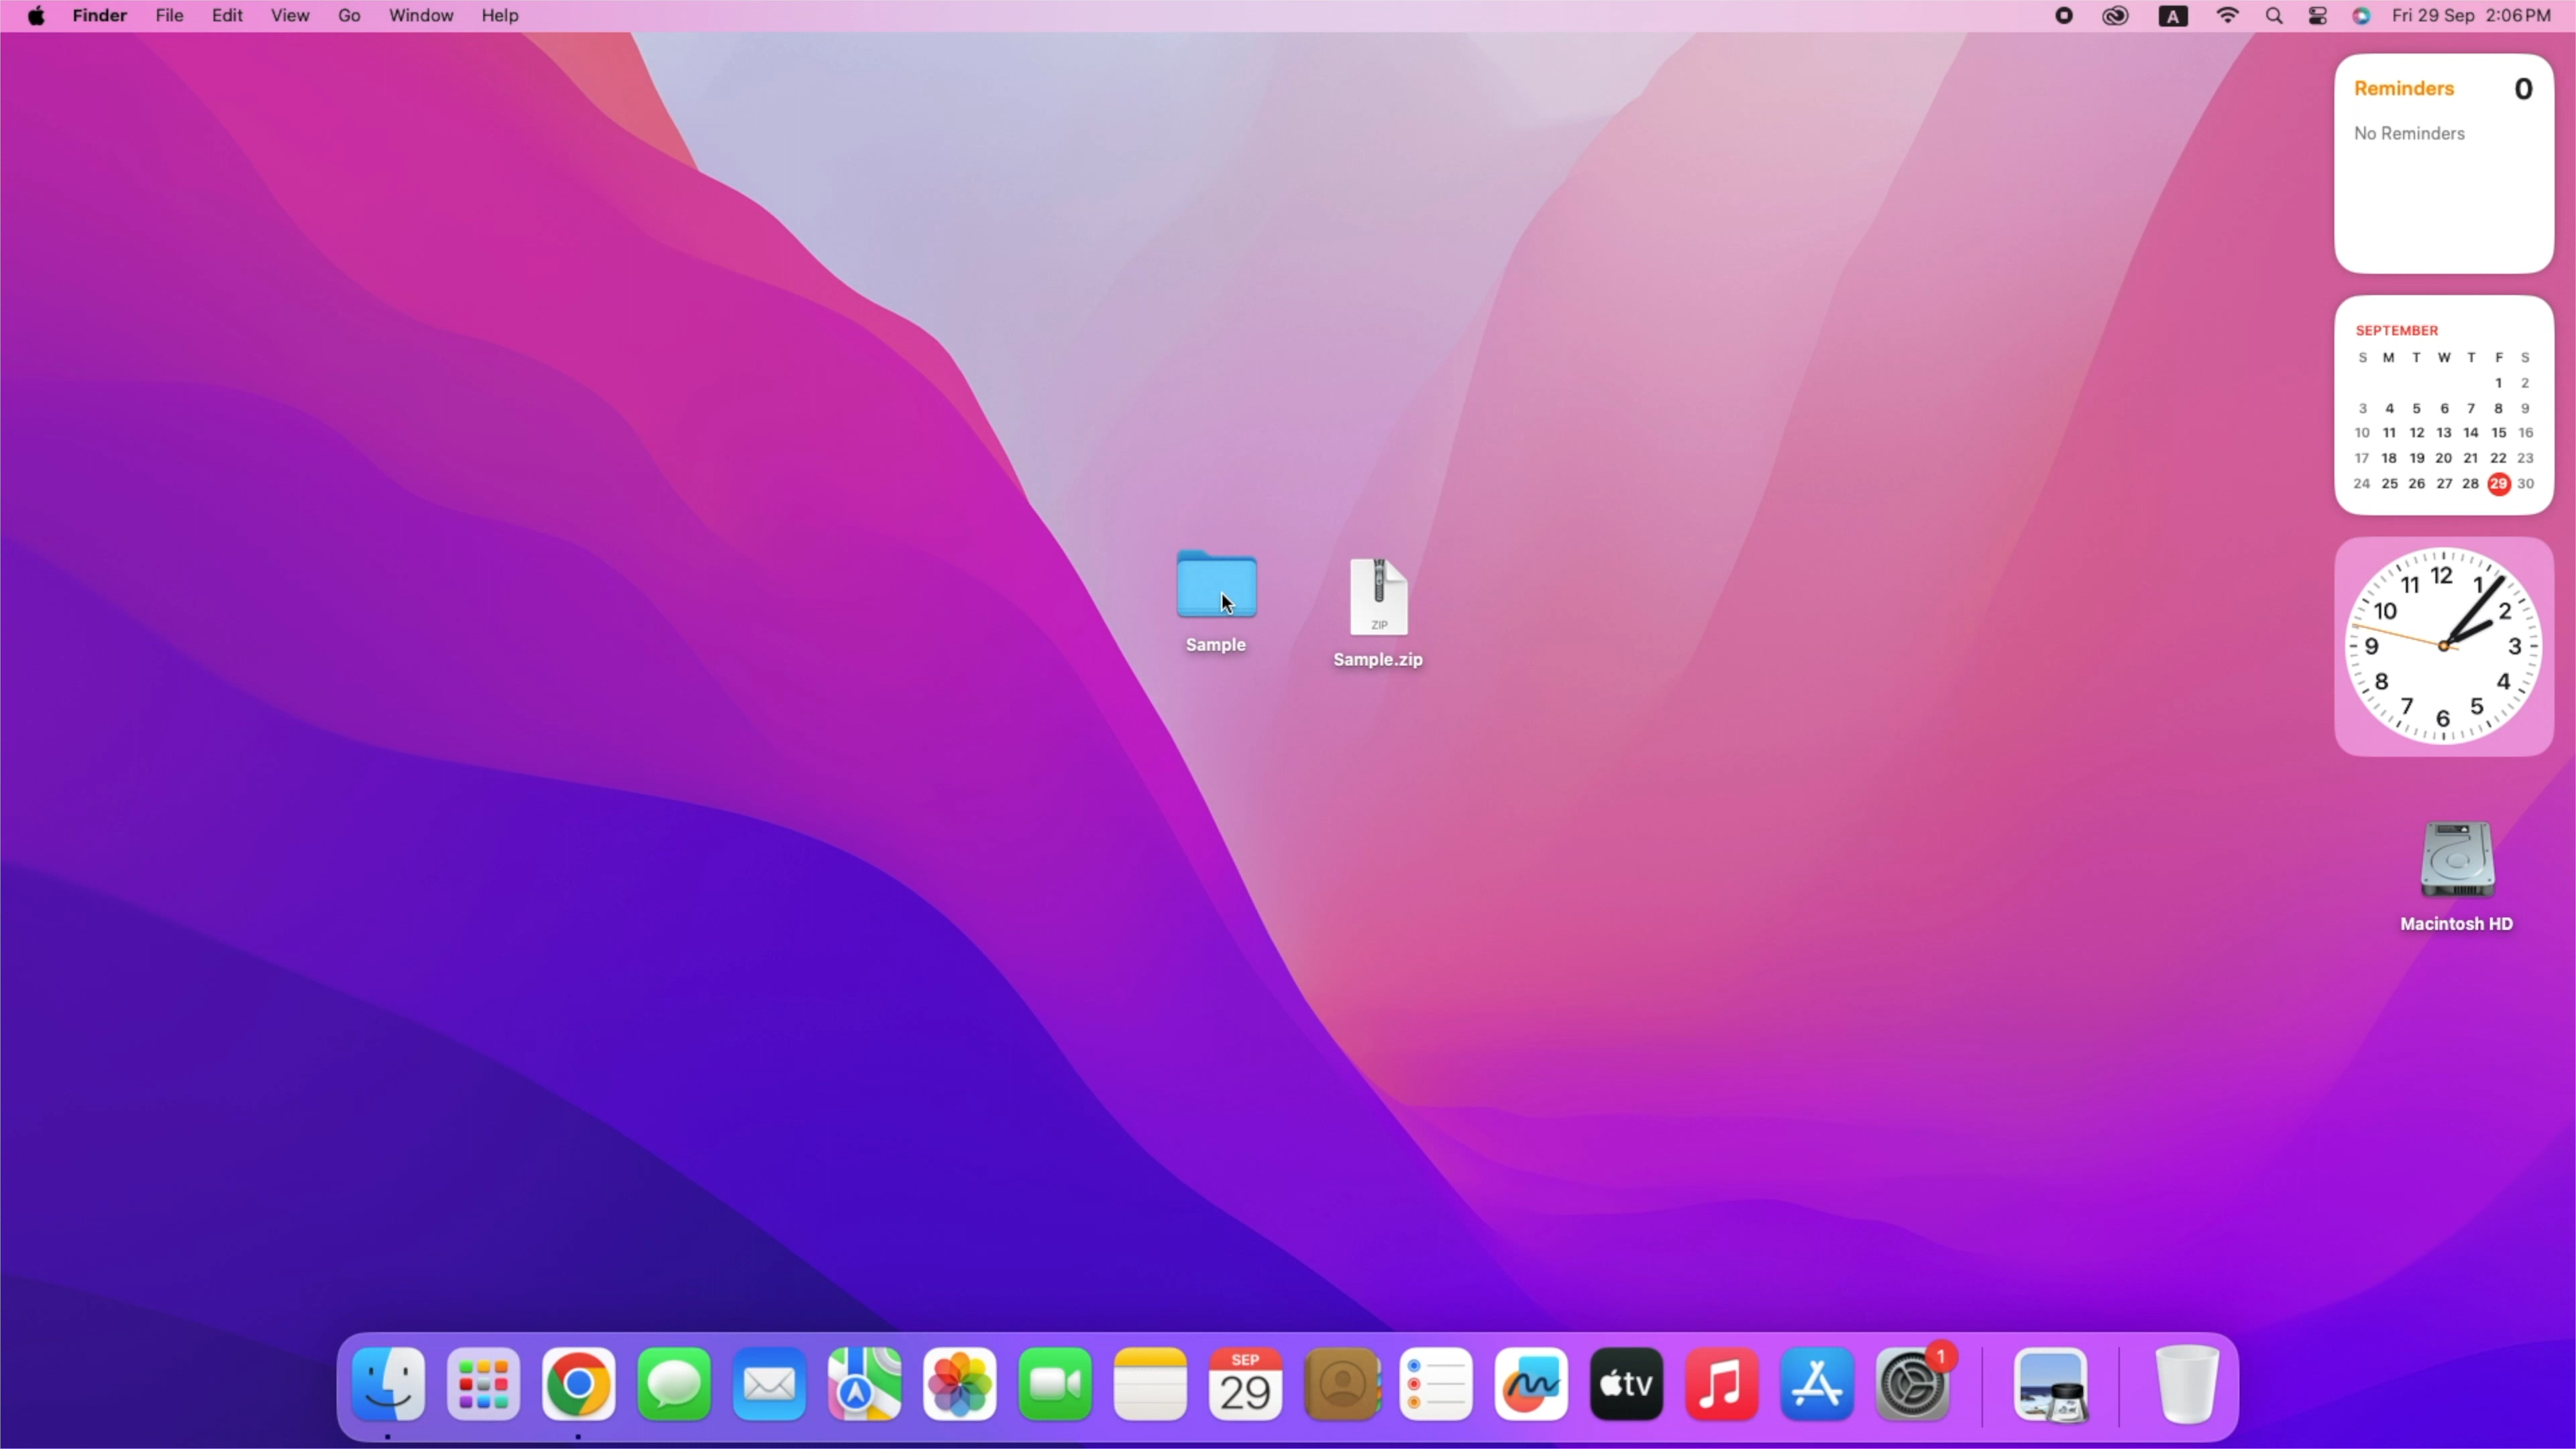 Finder File Edit View Go Window Help
A Fri 29 Sep 2:06 PM
Reminders 0
No Reminders
SEPTEMBER
S M T W T F S
1 2
3 4 5 6 7 8 9
10 11 12 13 14 15 16
17 18 19 20 21 22 23
24 25 26 27 28 29 30
12
11 1
10 2
9 3
8 4
7 5
6
ZIP
Sample
Sample.zip
Macintosh HD
SEP
29
tv
1